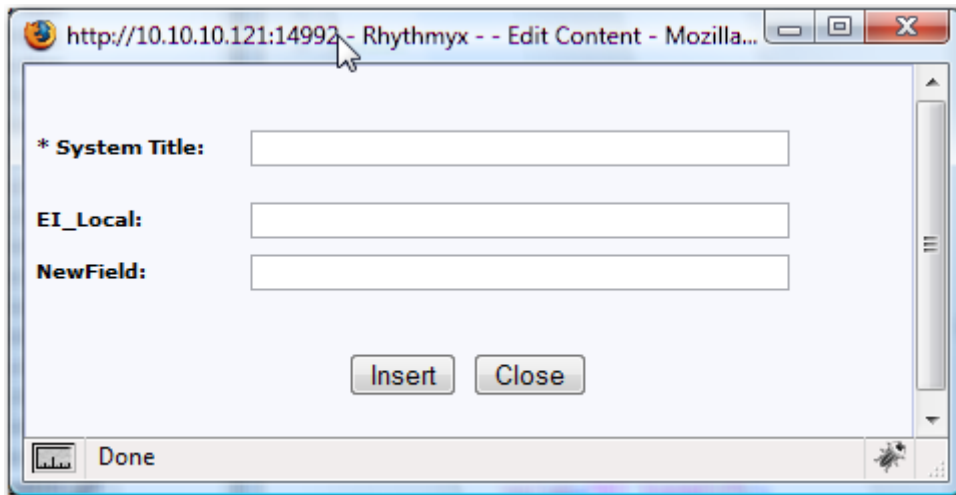 http://10.10.10.121:14992 - Rhythmyx - - Edit Content - Mozilla...
* System Title:
EI_Local:
NewField:
Insert Close
Done